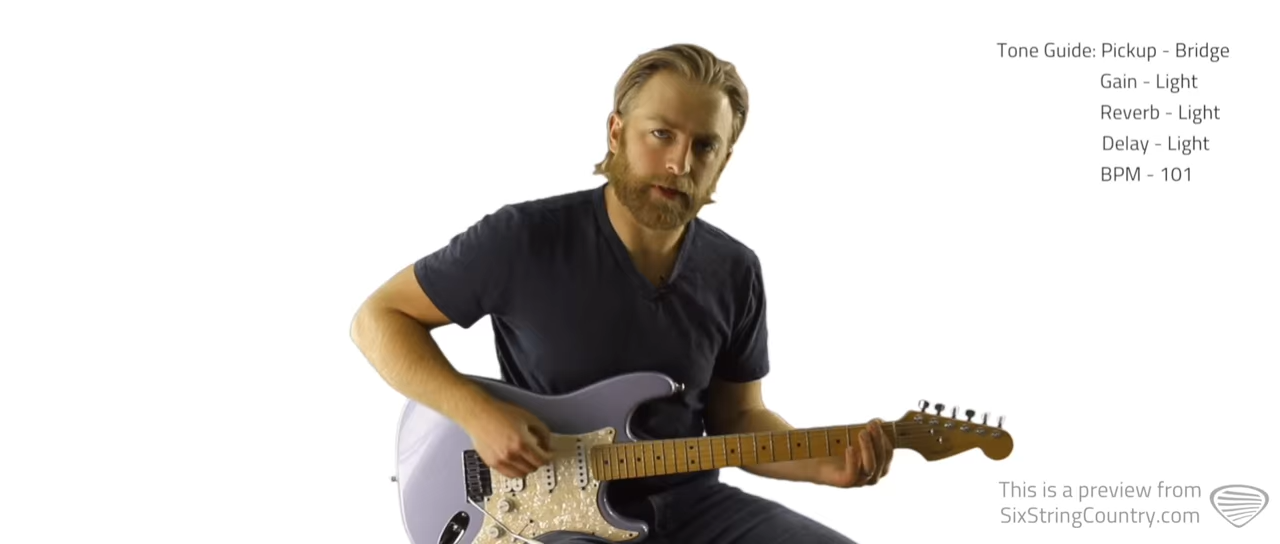 Tone Guide: Pickup - Bridge
Gain - Light
Reverb - Light
Delay - Light
BPM - 101
This is a preview from
SixStringCountry.com